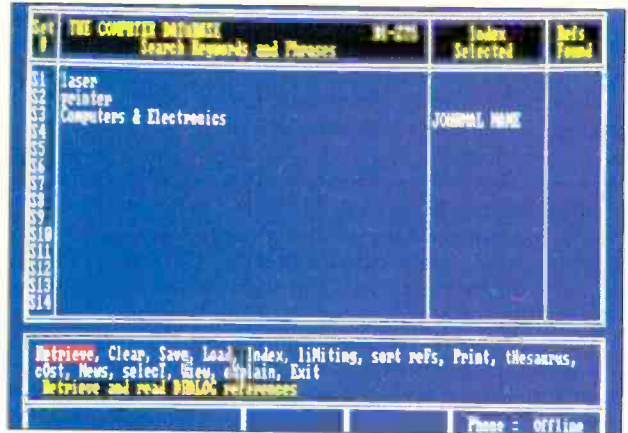 Set THE COMPUTER DATABASE Index Refs
# Search Keywords and Phrases Selected Found
S1 laser
S2 printer
S3 Computers & Electronics JOURNAL NAME
S4
S5
S6
S7
S8
S9
S10
S11
S12
S13
S14
Retrieve, Clear, Save, Load, Index, liMiting, sort reFs, Print, tHesaurus,
cOst, News, selecT, View, eXplain, Exit
Retrieve and read DIALOG references
Phone : Offline